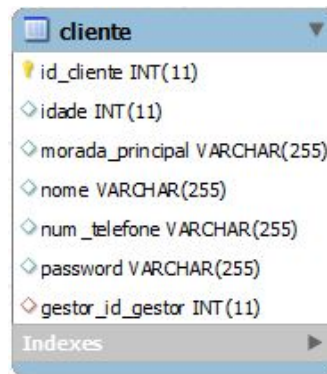 cliente
id_cliente INT(11)
idade INT(11)
morada_principal VARCHAR(255)
nome VARCHAR(255)
num_telefone VARCHAR(255)
password VARCHAR(255)
gestor_id_gestor INT(11)
Indexes